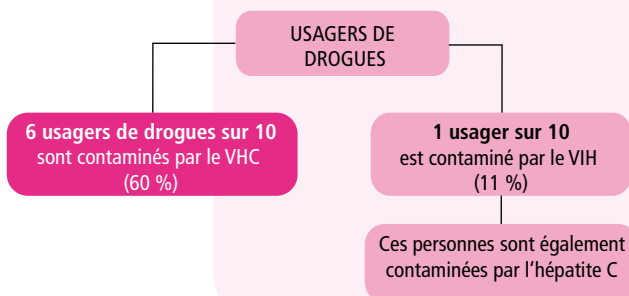 USAGERS DE
DROGUES
6 usagers de drogues sur 10
sont contaminés par le VHC
(60 %)
1 usager sur 10
est contaminé par le VIH
(11 %)
Ces personnes sont également
contaminées par l'hépatite C